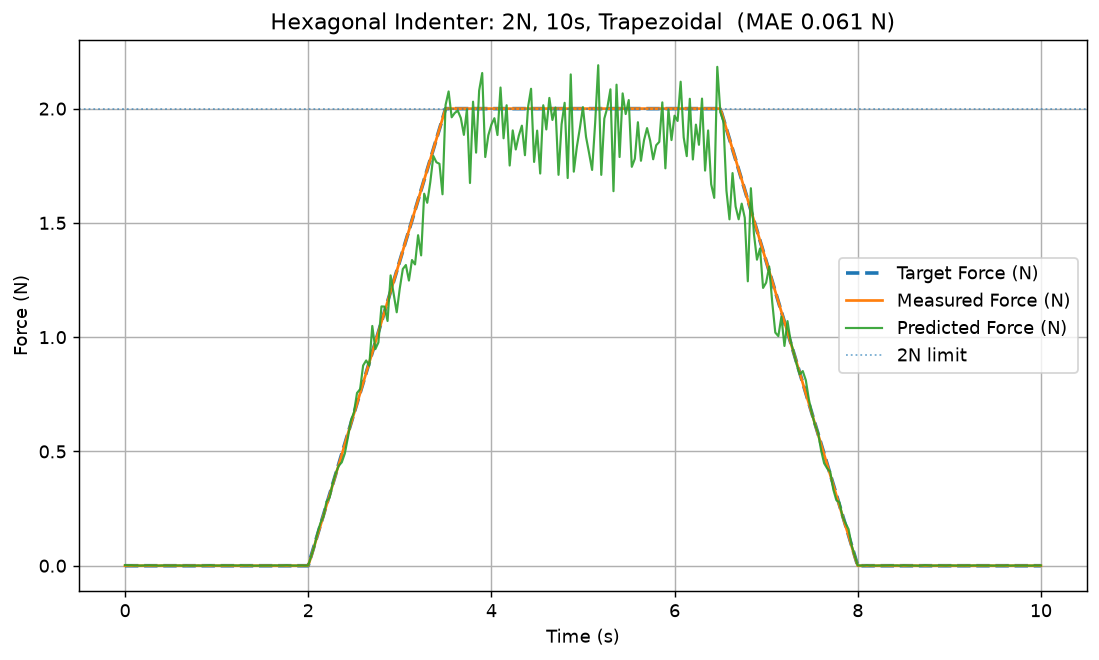 Hexagonal Indenter: 2N, 10s, Trapezoidal  (MAE 0.061 N)
Force (N)
2.0
1.5
1.0
0.5
0.0
Target Force (N)
Measured Force (N)
Predicted Force (N)
2N limit
0 2 4 6 8 10
Time (s)